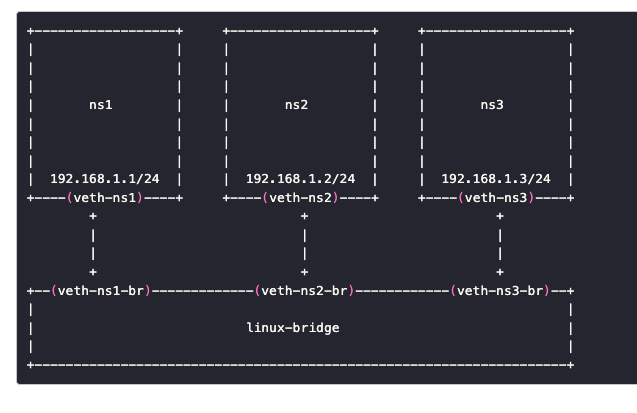 ns1 ns2 ns3
192.168.1.1/24 192.168.1.2/24 192.168.1.3/24
(veth-ns1) (veth-ns2) (veth-ns3)
(veth-ns1-br) (veth-ns2-br) (veth-ns3-br)
linux-bridge